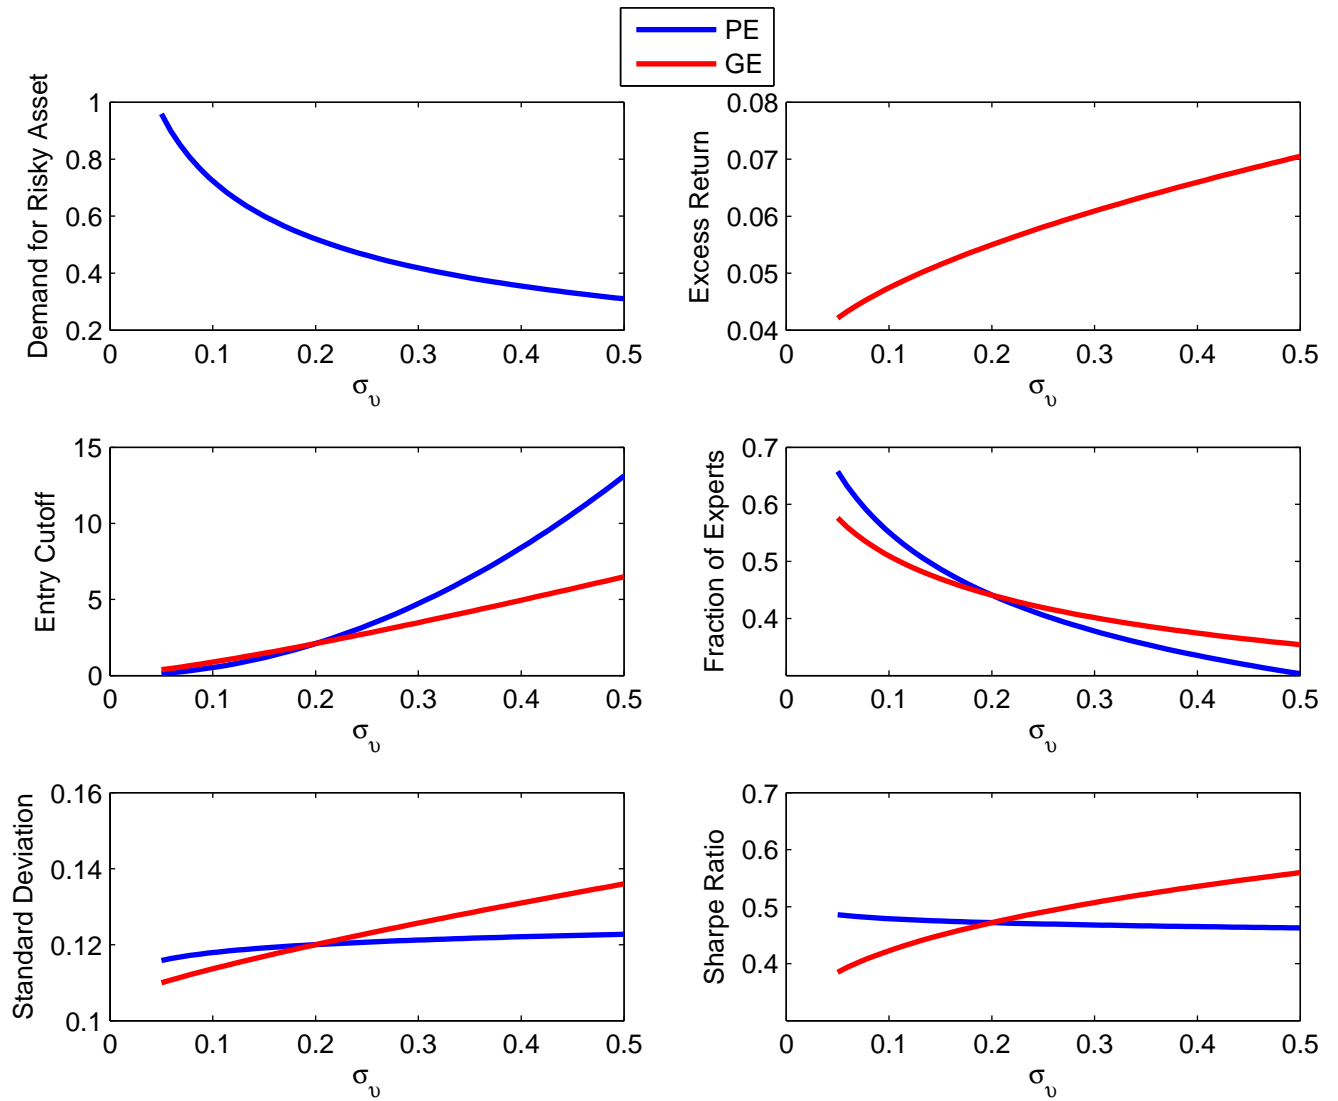 PE
GE
Demand for Risky Asset
1
0.8
0.6
0.4
0.2
0 0.1 0.2 0.3 0.4 0.5
σ_υ
Excess Return
0.08
0.07
0.06
0.05
0.04
0 0.1 0.2 0.3 0.4 0.5
σ_υ
Entry Cutoff
15
10
5
0
0 0.1 0.2 0.3 0.4 0.5
σ_υ
Fraction of Experts
0.7
0.6
0.5
0.4
0 0.1 0.2 0.3 0.4 0.5
σ_υ
Standard Deviation
0.16
0.14
0.12
0.1
0 0.1 0.2 0.3 0.4 0.5
σ_υ
Sharpe Ratio
0.7
0.6
0.5
0.4
0 0.1 0.2 0.3 0.4 0.5
σ_υ